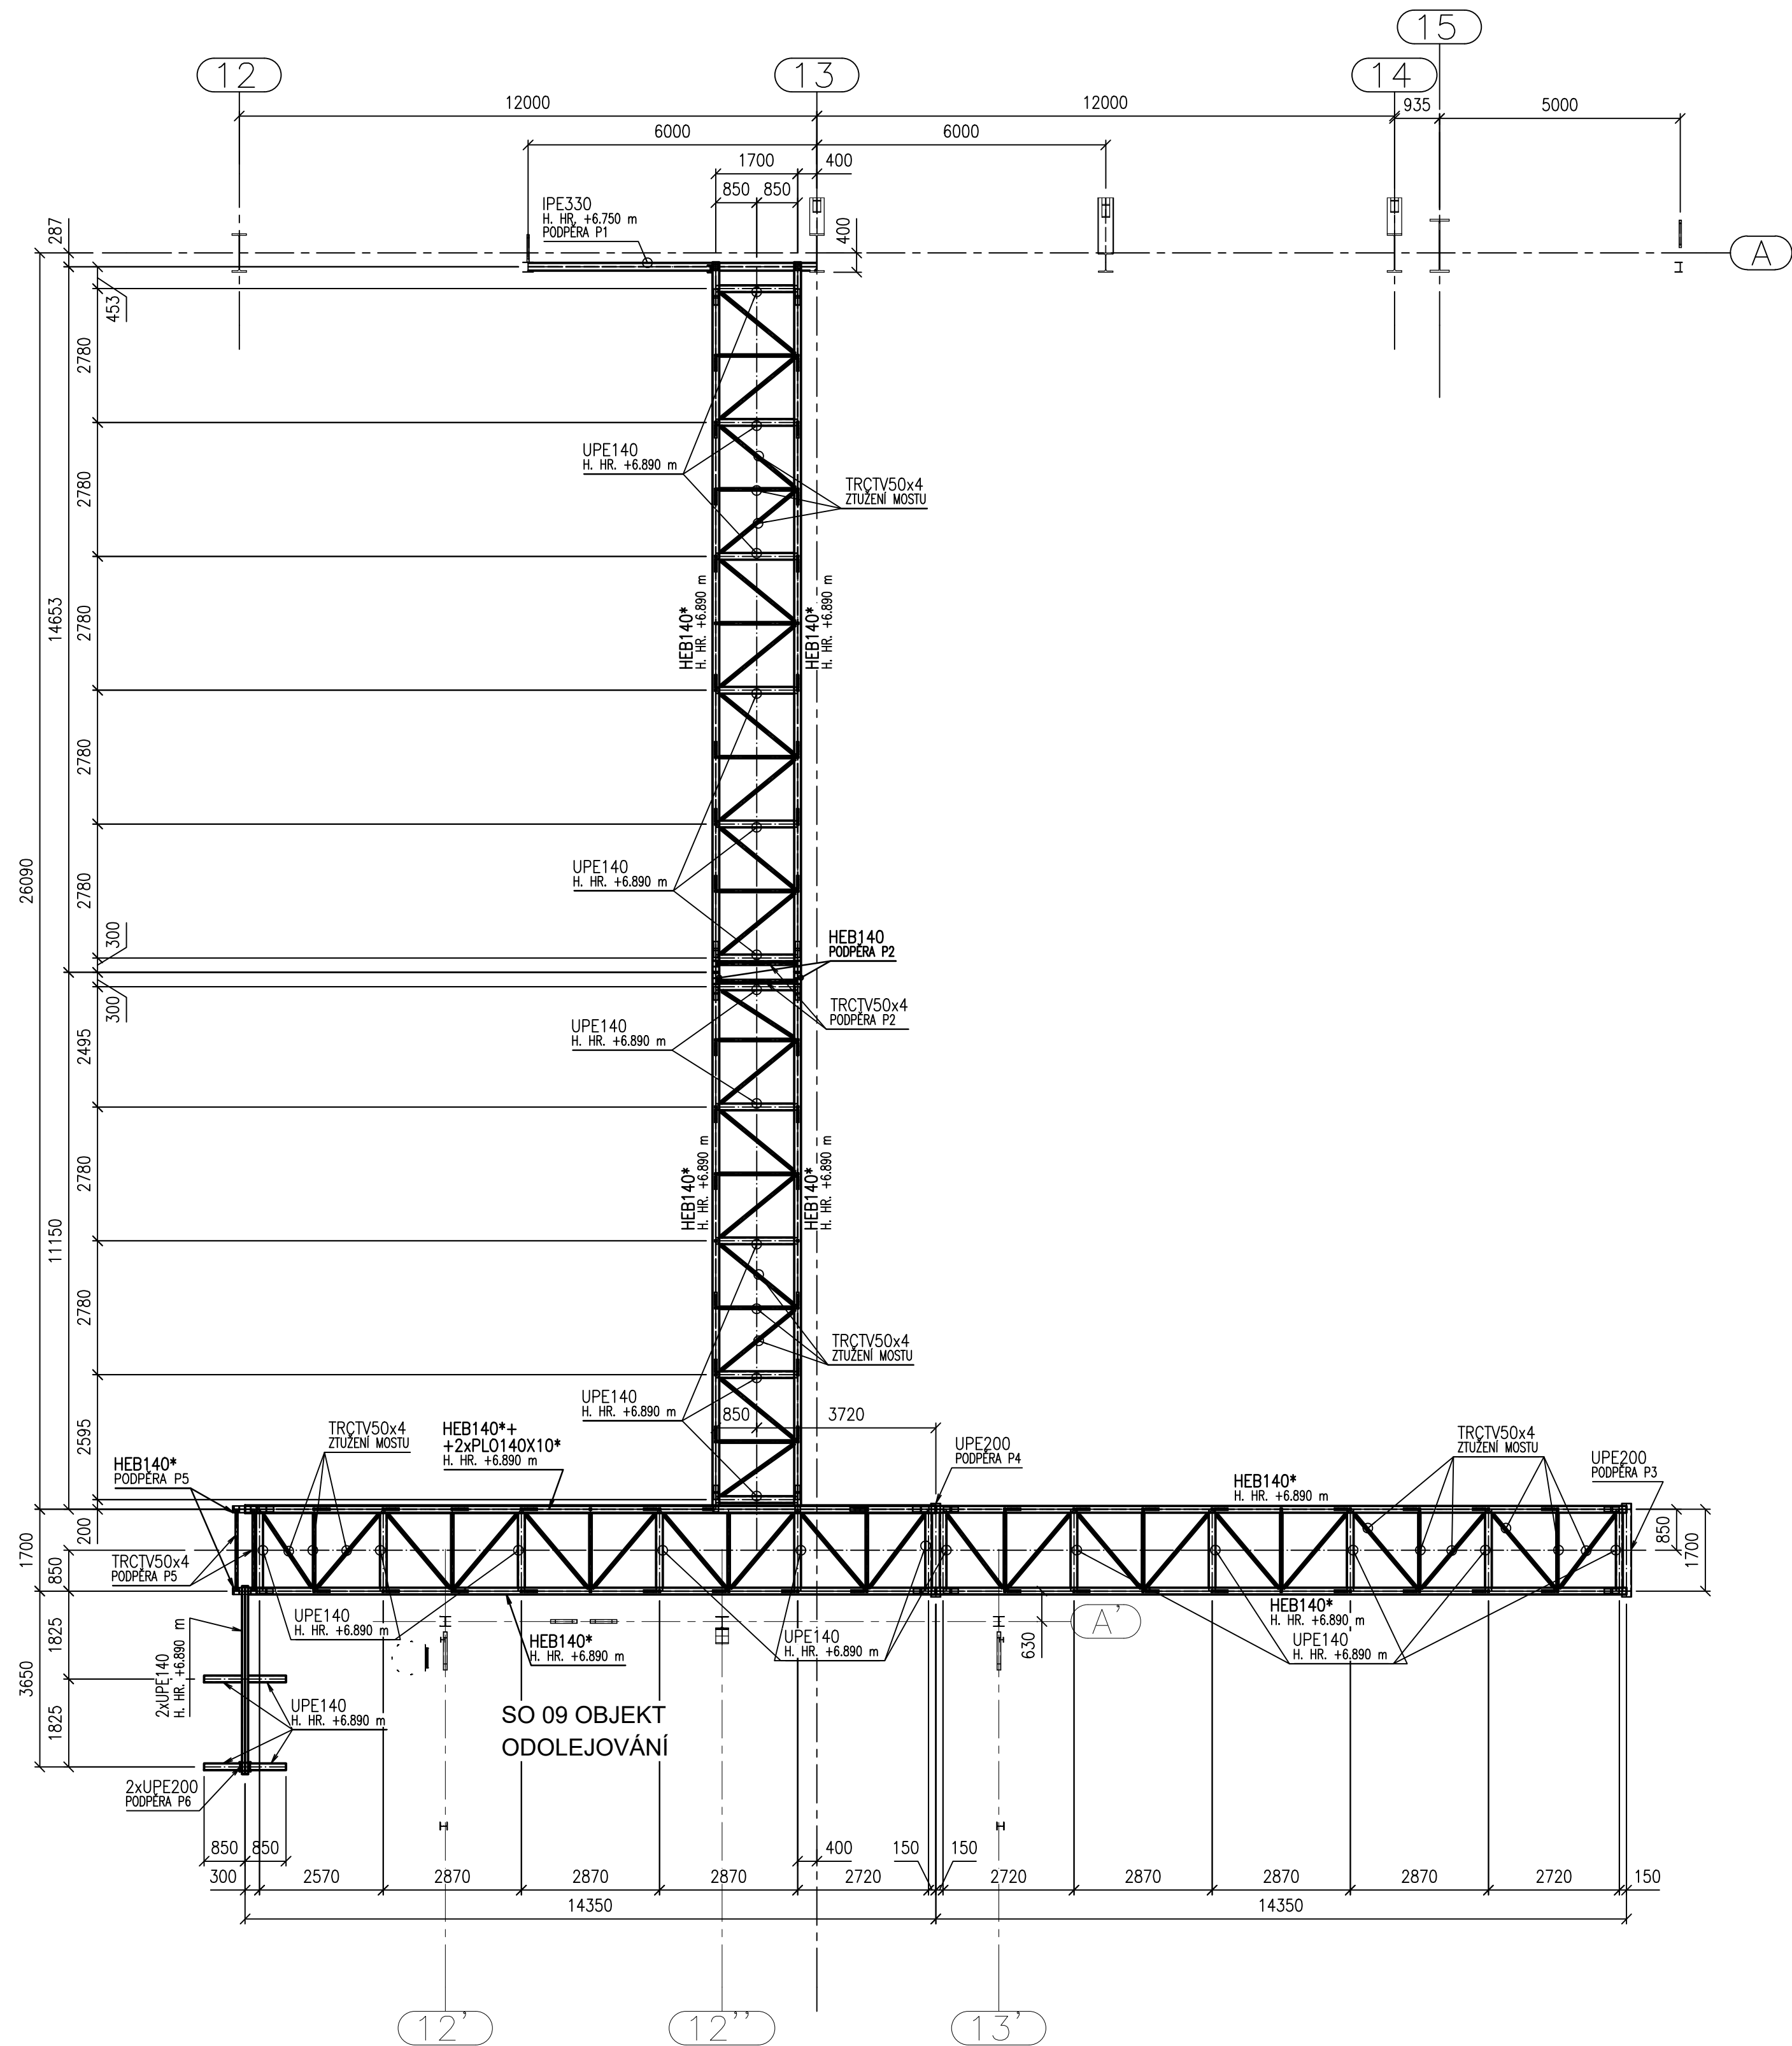 15
12
13
14
12000
12000
935
5000
6000
6000
1700
400
850
850
IPE330
H. HR. +6.750 m
PODPĚRA P1
400
287
A
453
2780
2780
2780
2780
2780
14653
26090
300
300
2495
2780
2780
2595
11150
UPE140
H. HR. +6.890 m
TRČTV50x4
ZTUŽENÍ MOSTU
HEB140*
H. HR. +6.890 m
HEB140*
H. HR. +6.890 m
UPE140
H. HR. +6.890 m
HEB140
PODPĚRA P2
TRČTV50x4
PODPĚRA P2
UPE140
H. HR. +6.890 m
HEB140*
H. HR. +6.890 m
HEB140*
H. HR. +6.890 m
TRČTV50x4
ZTUŽENÍ MOSTU
UPE140
H. HR. +6.890 m
850
3720
TRČTV50x4
ZTUŽENÍ MOSTU
HEB140*+
+2xPLO140X10*
H. HR. +6.890 m
UPE200
PODPĚRA P4
TRČTV50x4
ZTUŽENÍ MOSTU
UPE200
PODPĚRA P3
HEB140*
PODPĚRA P5
HEB140*
H. HR. +6.890 m
200
1700
850
850
1700
TRČTV50x4
PODPĚRA P5
UPE140
H. HR. +6.890 m
HEB140*
H. HR. +6.890 m
UPE140
H. HR. +6.890 m
A'
630
HEB140*
H. HR. +6.890 m
UPE140
H. HR. +6.890 m
1825
3650
1825
2xUPE140
H. HR. +6.890 m
UPE140
H. HR. +6.890 m
SO 09 OBJEKT
ODOLEJOVÁNÍ
2xUPE200
PODPĚRA P6
850
850
400
150
150
300
2570
2870
2870
2870
2720
2720
2870
2870
2870
2720
150
14350
14350
12'
12''
13'